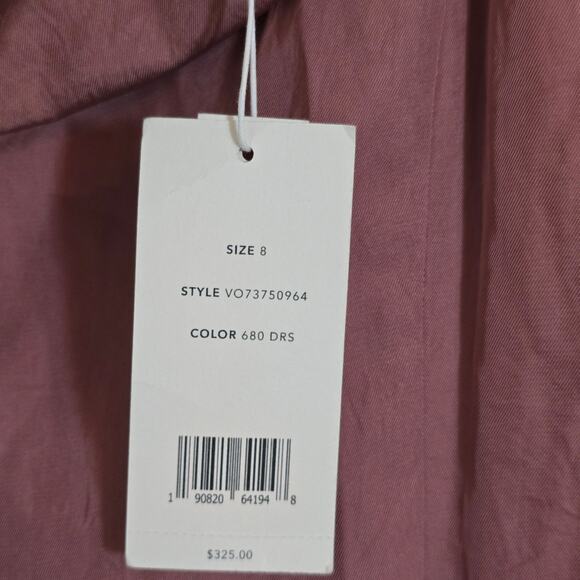 SIZE 8
STYLE VO73750964
COLOR 680 DRS
1 90820 64194 8
$325.00